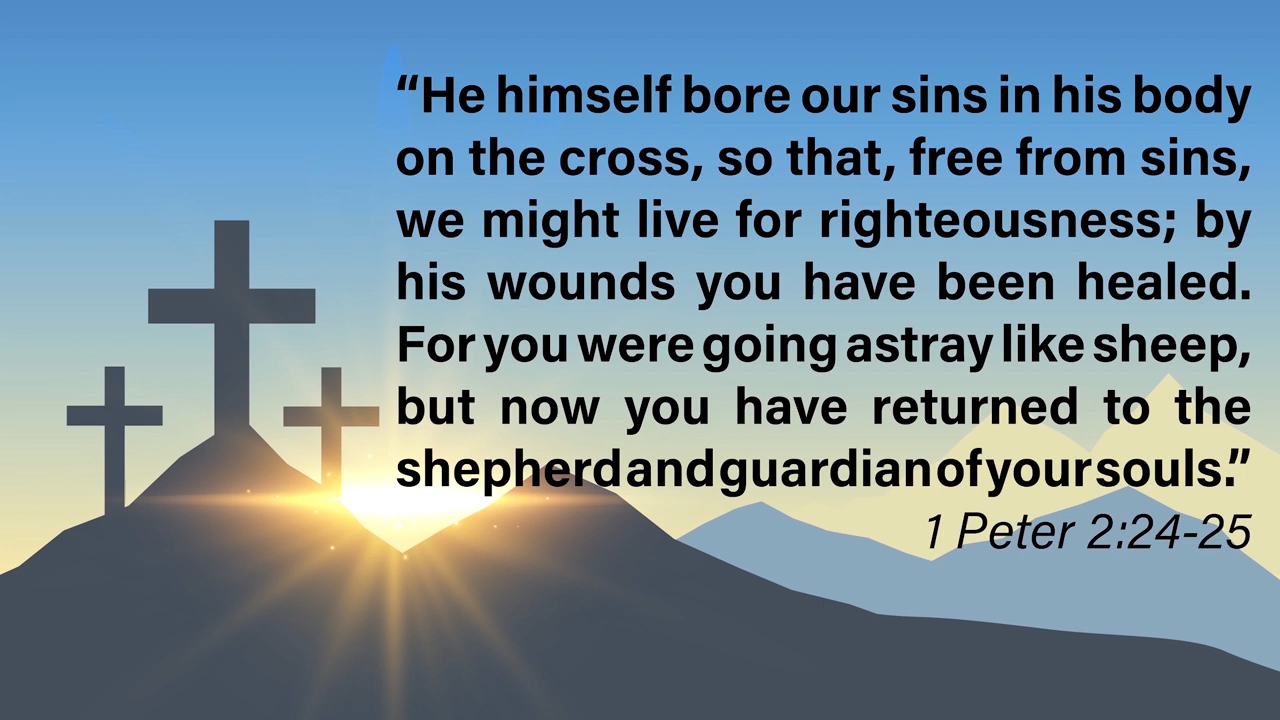 “He himself bore our sins in his body
on the cross, so that, free from sins,
we might live for righteousness; by
his wounds you have been healed.
For you were going astray like sheep,
but now you have returned to the
shepherd and guardian of your souls.”
1 Peter 2:24-25